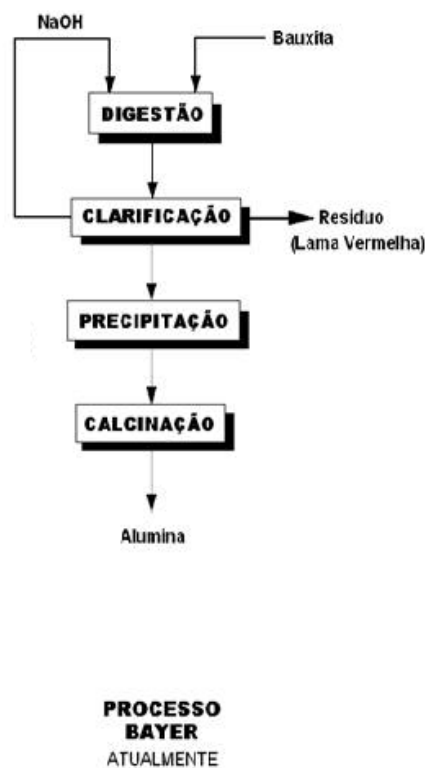 NaOH
Bauxita
DIGESTÃO
CLARIFICAÇÃO
Resíduo
(Lama Vermelha)
PRECIPITAÇÃO
CALCINAÇÃO
Alumina
PROCESSO
BAYER
ATUALMENTE